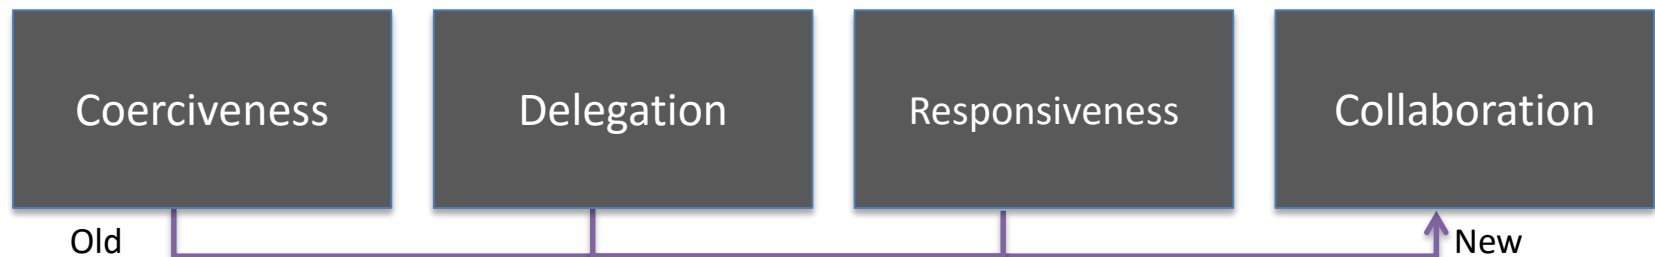 Coerciveness
Delegation
Responsiveness
Collaboration
Old
New